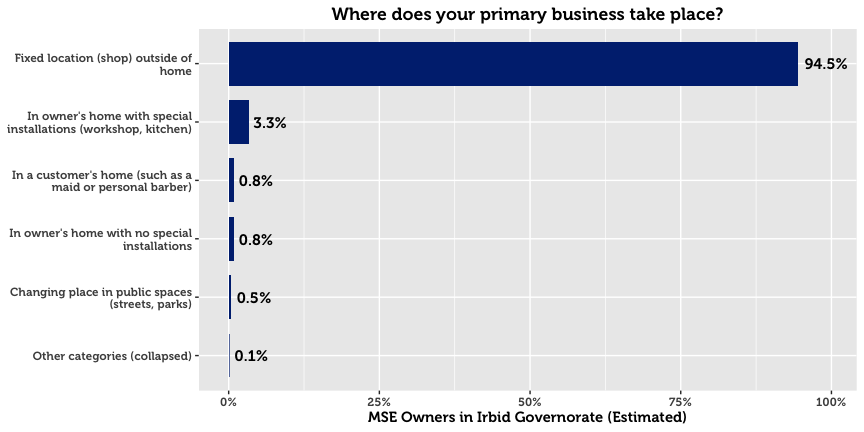 Where does your primary business take place?
Fixed location (shop) outside of
home
94.5%
In owner's home with special
installations (workshop, kitchen)
3.3%
In a customer's home (such as a
maid or personal barber)
0.8%
In owner's home with no special
installations
0.8%
Changing place in public spaces
(streets, parks)
0.5%
Other categories (collapsed)
0.1%
0% 25% 50% 75% 100%
MSE Owners in Irbid Governorate (Estimated)